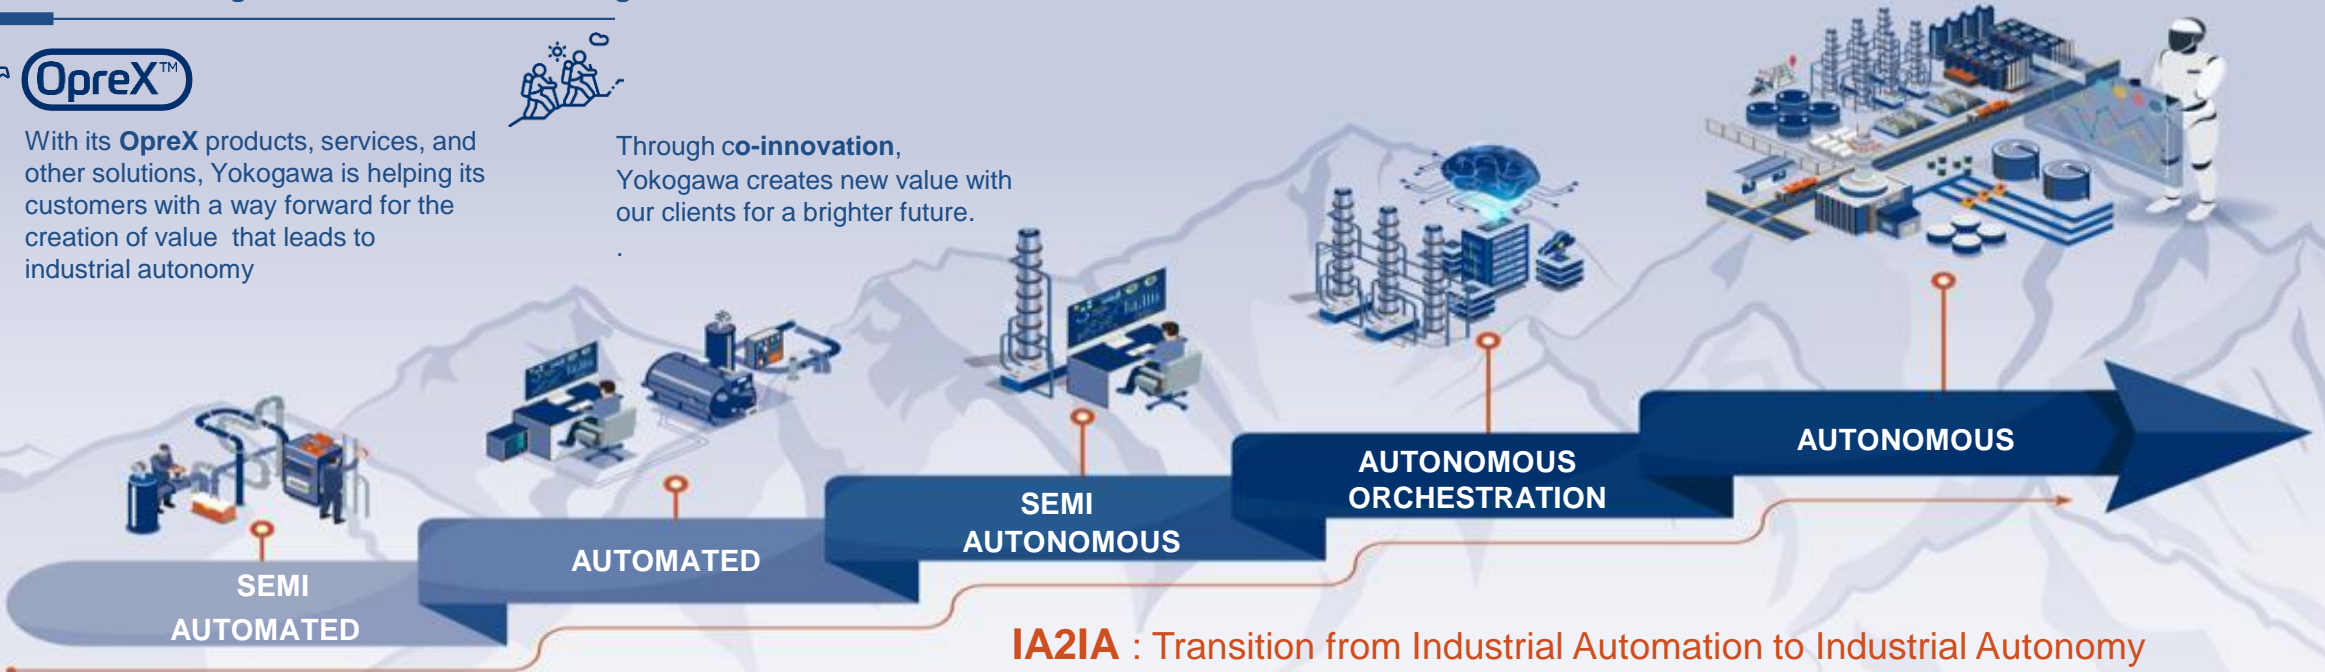 OpreX™
With its OpreX products, services, and
other solutions, Yokogawa is helping its
customers with a way forward for the
creation of value that leads to
industrial autonomy
Through co-innovation,
Yokogawa creates new value with
our clients for a brighter future.
.
SEMI
AUTOMATED
AUTOMATED
SEMI
AUTONOMOUS
AUTONOMOUS
ORCHESTRATION
AUTONOMOUS
IA2IA : Transition from Industrial Automation to Industrial Autonomy